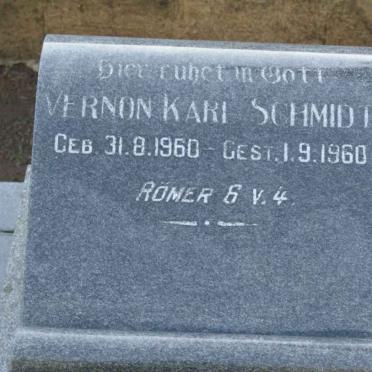 Hier ruhet in Gott
VERNON KARL SCHMIDT
GEB. 31.8.1960 - GEST. 1.9.1960
RÖMER 6 V. 4.